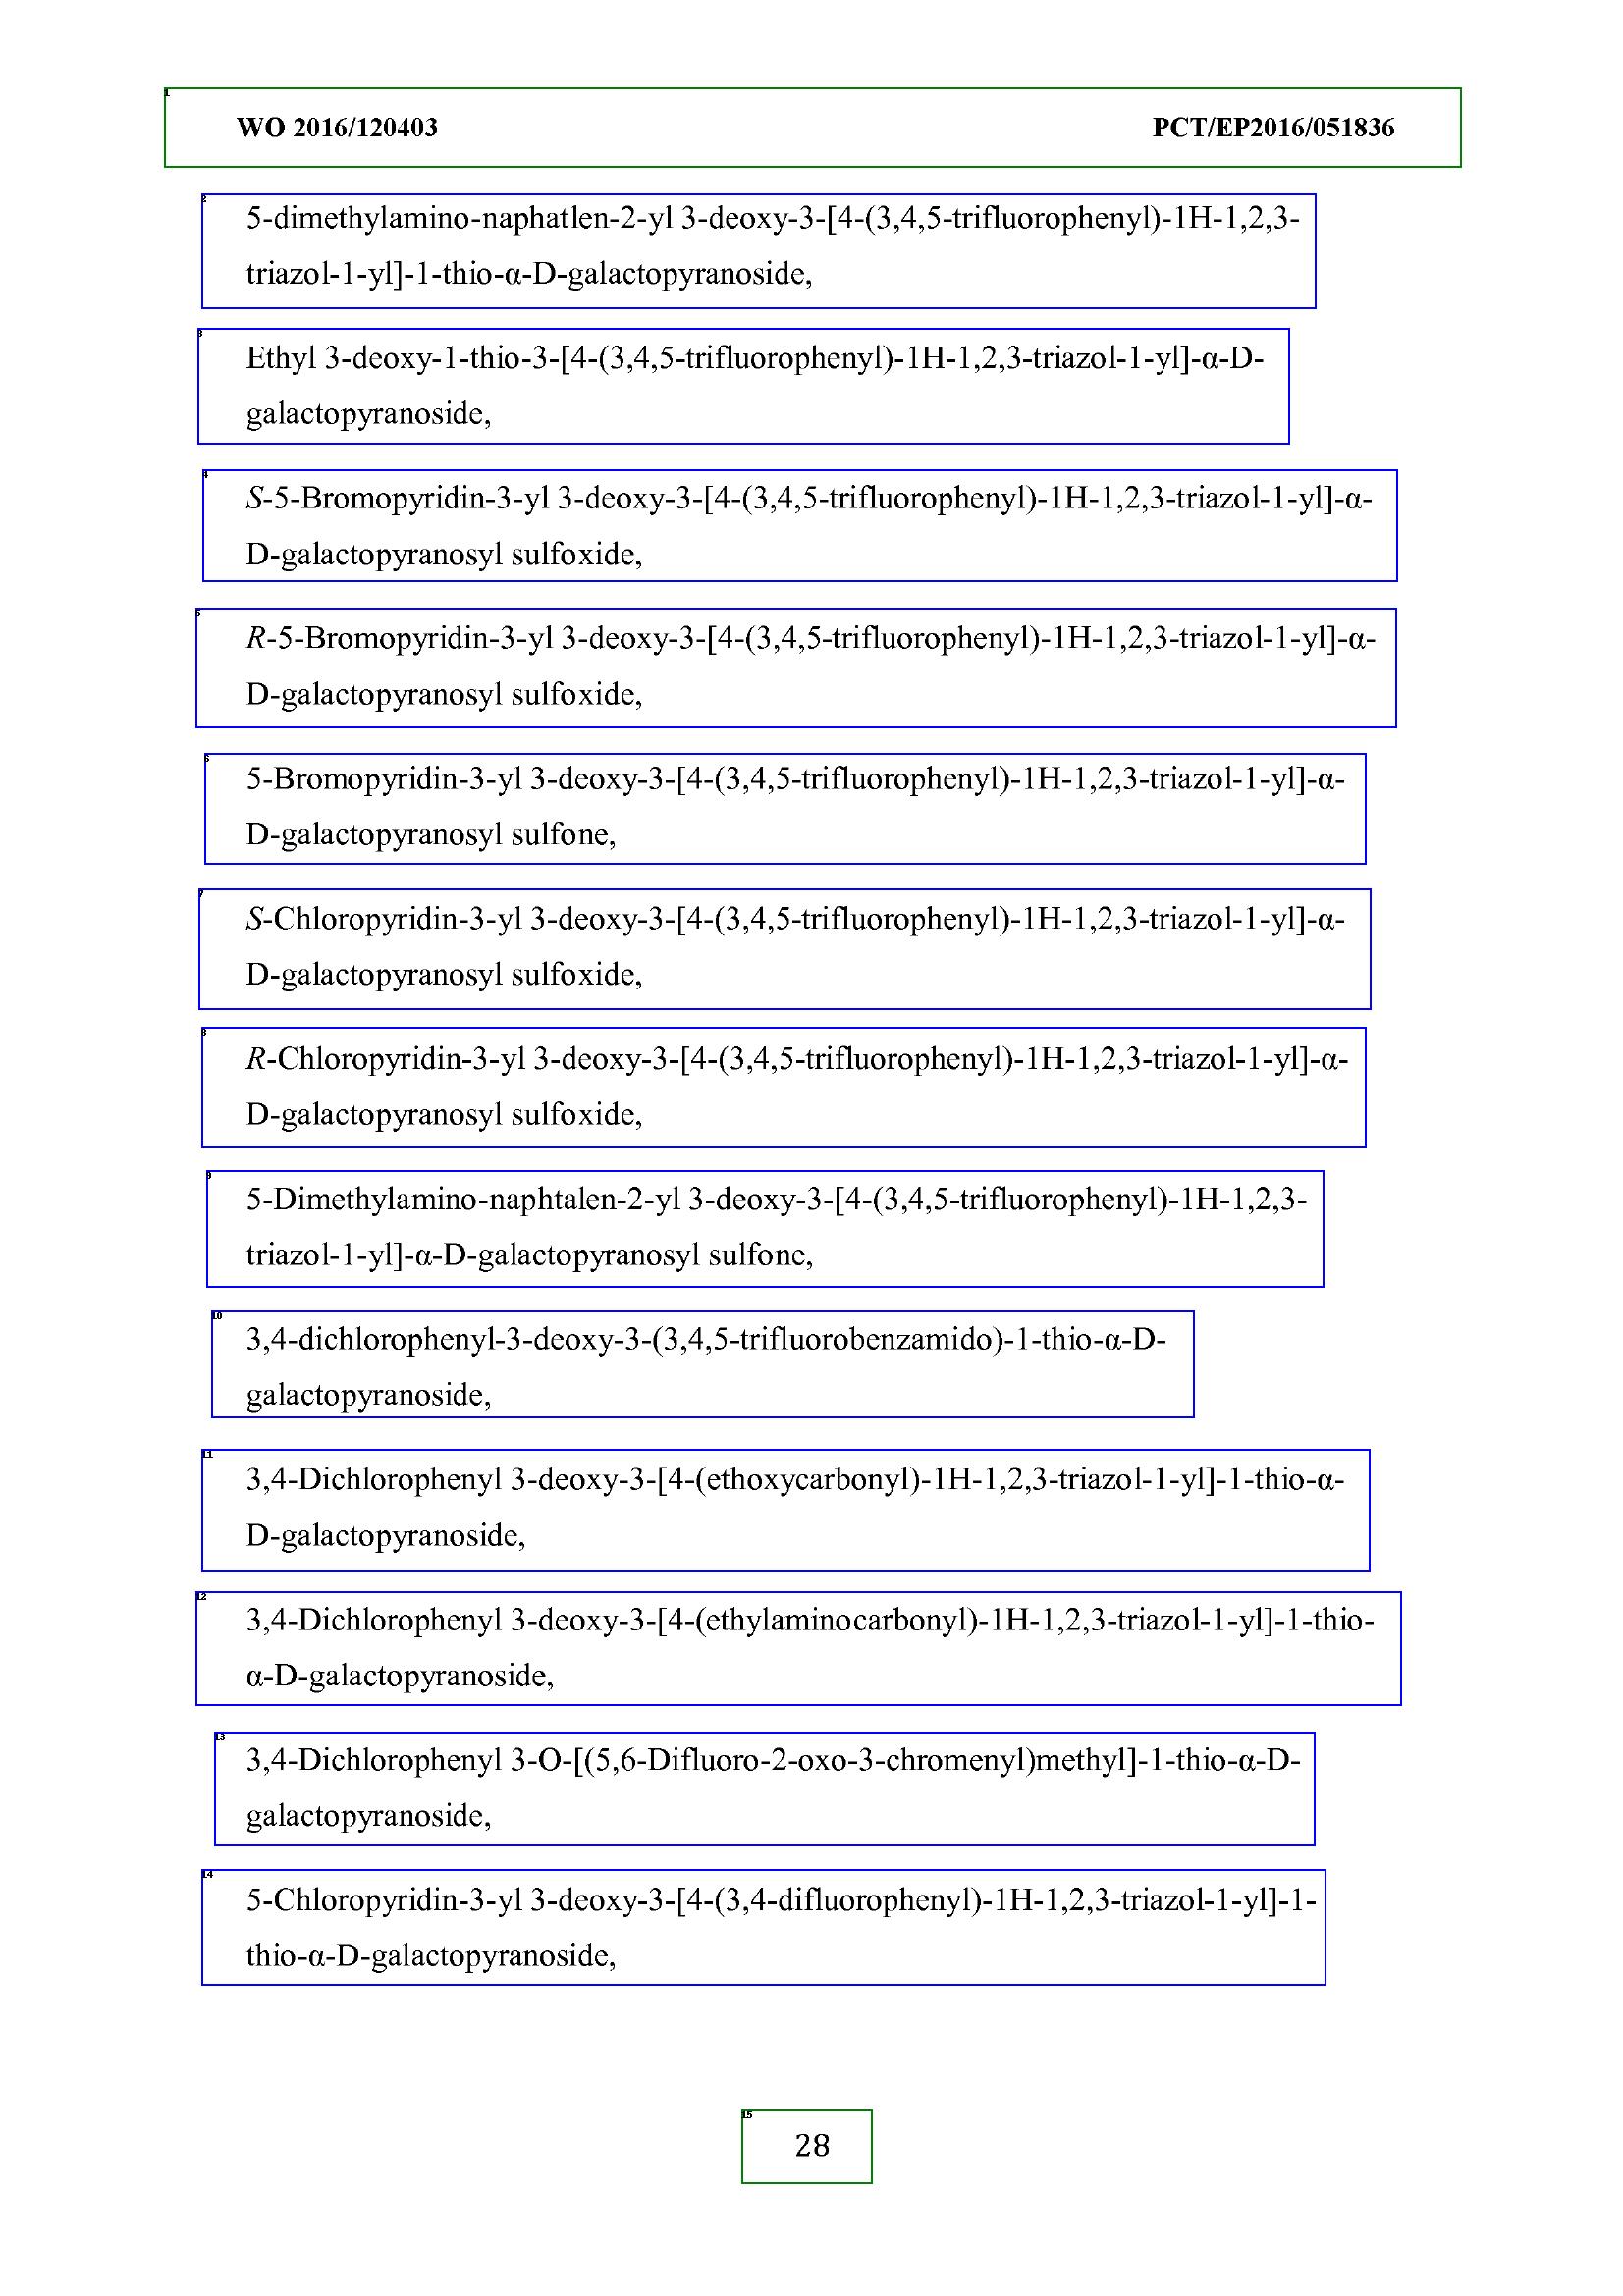 WO 2016/120403 PCT/EP2016/051836
5-dimethylamino-naphatlen-2-yl 3-deoxy-3-[4-(3,4,5-trifluorophenyl)-1H-1,2,3-
triazol-1-yl]-1-thio-α-D-galactopyranoside,
Ethyl 3-deoxy-1-thio-3-[4-(3,4,5-trifluorophenyl)-1H-1,2,3-triazol-1-yl]-α-D-
galactopyranoside,
S-5-Bromopyridin-3-yl 3-deoxy-3-[4-(3,4,5-trifluorophenyl)-1H-1,2,3-triazol-1-yl]-α-
D-galactopyranosyl sulfoxide,
R-5-Bromopyridin-3-yl 3-deoxy-3-[4-(3,4,5-trifluorophenyl)-1H-1,2,3-triazol-1-yl]-α-
D-galactopyranosyl sulfoxide,
5-Bromopyridin-3-yl 3-deoxy-3-[4-(3,4,5-trifluorophenyl)-1H-1,2,3-triazol-1-yl]-α-
D-galactopyranosyl sulfone,
S-Chloropyridin-3-yl 3-deoxy-3-[4-(3,4,5-trifluorophenyl)-1H-1,2,3-triazol-1-yl]-α-
D-galactopyranosyl sulfoxide,
R-Chloropyridin-3-yl 3-deoxy-3-[4-(3,4,5-trifluorophenyl)-1H-1,2,3-triazol-1-yl]-α-
D-galactopyranosyl sulfoxide,
5-Dimethylamino-naphtalen-2-yl 3-deoxy-3-[4-(3,4,5-trifluorophenyl)-1H-1,2,3-
triazol-1-yl]-α-D-galactopyranosyl sulfone,
3,4-dichlorophenyl-3-deoxy-3-(3,4,5-trifluorobenzamido)-1-thio-α-D-
galactopyranoside,
3,4-Dichlorophenyl 3-deoxy-3-[4-(ethoxycarbonyl)-1H-1,2,3-triazol-1-yl]-1-thio-α-
D-galactopyranoside,
3,4-Dichlorophenyl 3-deoxy-3-[4-(ethylaminocarbonyl)-1H-1,2,3-triazol-1-yl]-1-thio-
α-D-galactopyranoside,
3,4-Dichlorophenyl 3-O-[(5,6-Difluoro-2-oxo-3-chromenyl)methyl]-1-thio-α-D-
galactopyranoside,
5-Chloropyridin-3-yl 3-deoxy-3-[4-(3,4-difluorophenyl)-1H-1,2,3-triazol-1-yl]-1-
thio-α-D-galactopyranoside,
28